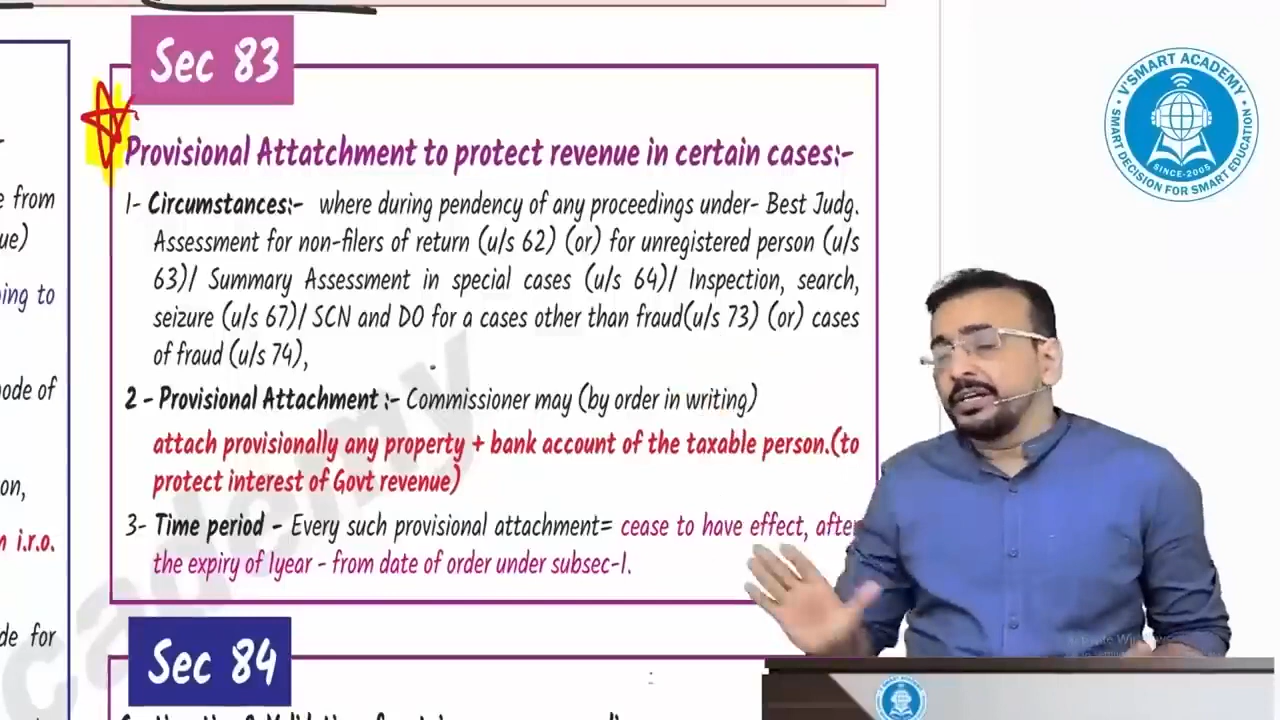 Sec 83
Provisional Attatchment to protect revenue in certain cases:-
1- Circumstances:- where during pendency of any proceedings under- Best Judg.
Assessment for non-filers of return (u/s 62) (or) for unregistered person (u/s
63)/ Summary Assessment in special cases (u/s 64)/ Inspection, search,
seizure (u/s 67)/ SCN and DO for a cases other than fraud(u/s 73) (or) cases
of fraud (u/s 74),
2 - Provisional Attachment :- Commissioner may (by order in writing)
attach provisionally any property + bank account of the taxable person.(to
protect interest of Govt revenue)
3- Time period - Every such provisional attachment= cease to have effect, after
the expiry of 1year - from date of order under subsec-1.
Sec 84
e from
ue)
ing to
ode of
on,
n i.r.o.
de for
cademy
V'SMART ACADEMY
SINCE-2005
SMART DECISION FOR SMART EDUCATION